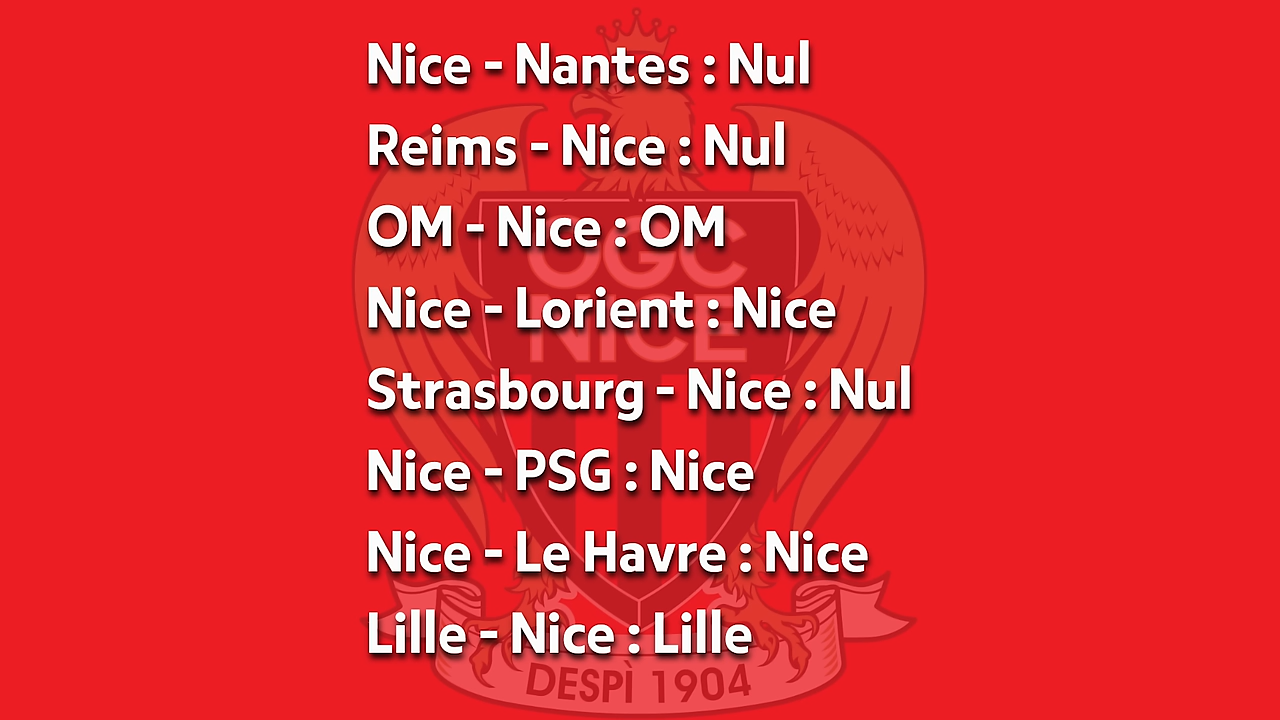 Nice - Nantes : Nul
Reims - Nice : Nul
OM - Nice : OM
Nice - Lorient : Nice
Strasbourg - Nice : Nul
Nice - PSG : Nice
Nice - Le Havre : Nice
Lille - Nice : Lille
OGC
NICE
DESPÌ 1904